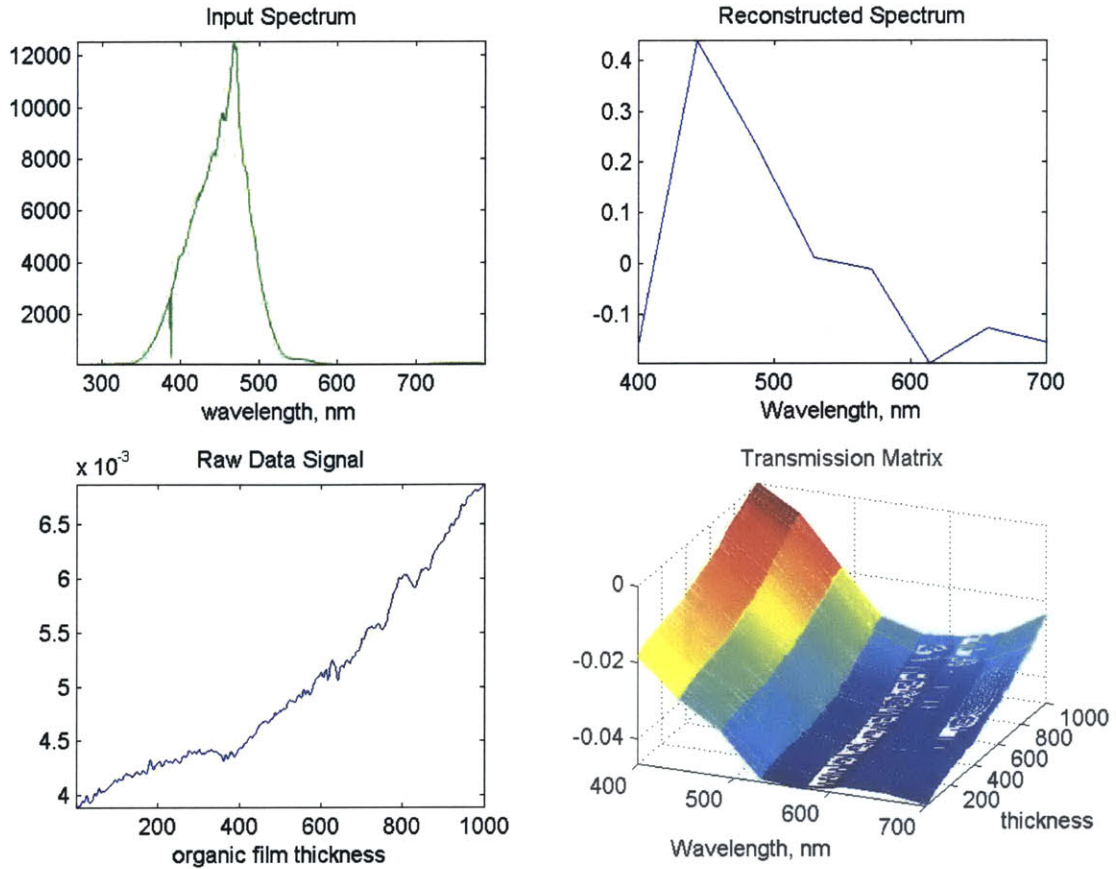 Input Spectrum
12000
10000
8000
6000
4000
2000
300 400 500 600 700
wavelength, nm
Reconstructed Spectrum
0.4
0.3
0.2
0.1
0
-0.1
400 500 600 700
Wavelength, nm
Raw Data Signal
x 10-3
6.5
6
5.5
5
4.5
4
200 400 600 800 1000
organic film thickness
Transmission Matrix
0
-0.02
-0.04
400
500
600
700
Wavelength, nm
1000
800
600
400
200
thickness